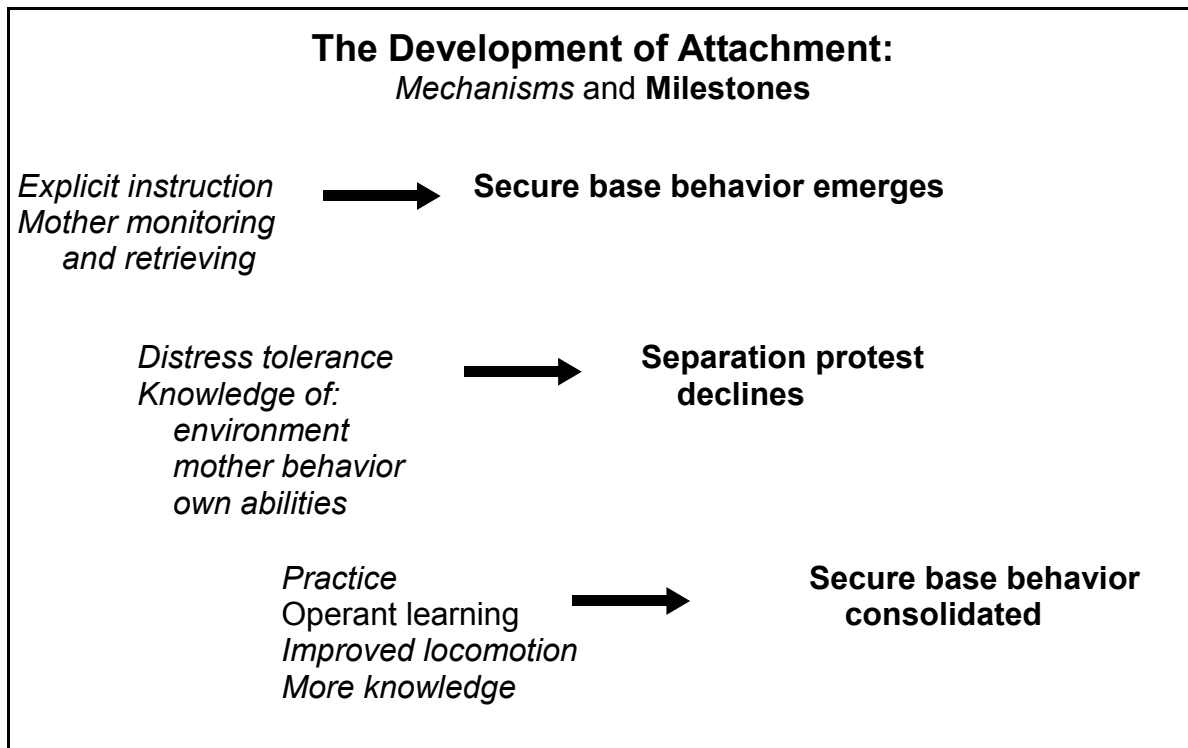 The Development of Attachment:
Mechanisms and Milestones
Explicit instruction
Mother monitoring
and retrieving
Secure base behavior emerges
Distress tolerance
Knowledge of:
environment
mother behavior
own abilities
Separation protest
declines
Practice
Operant learning
Improved locomotion
More knowledge
Secure base behavior
consolidated